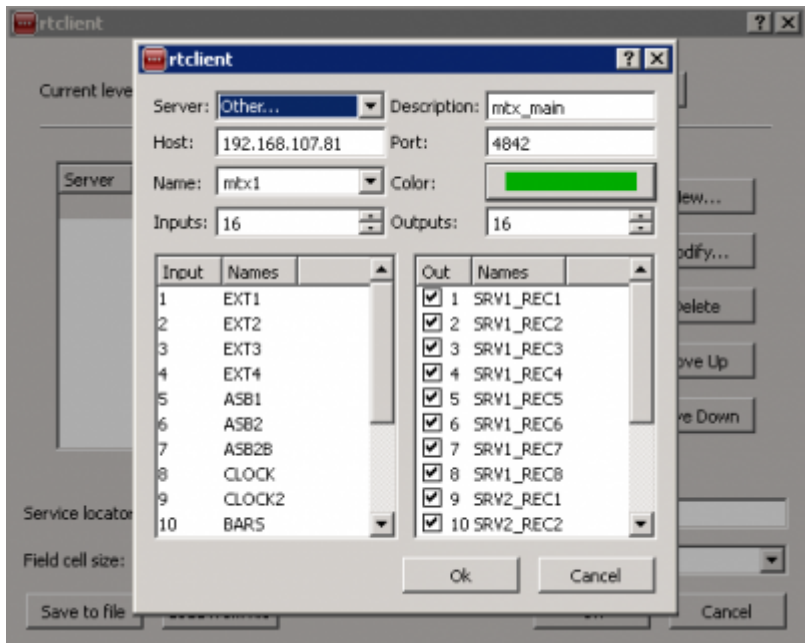 rtclient
rtclient
Current leve
Server: Other... Description: mtx_main
Host: 192.168.107.81 Port: 4842
Name: mtx1 Color:
Inputs: 16 Outputs: 16
Server
ew...
odify...
elete
ove Up
ve Down
Input Names Out Names
1 EXT1 1 SRV1_REC1
2 EXT2 2 SRV1_REC2
3 EXT3 3 SRV1_REC3
4 EXT4 4 SRV1_REC4
5 ASB1 5 SRV1_REC5
6 ASB2 6 SRV1_REC6
7 ASB2B 7 SRV1_REC7
8 CLOCK 8 SRV1_REC8
9 CLOCK2 9 SRV2_REC1
10 BARS 10 SRV2_REC2
Service locator
Field cell size:
Ok Cancel
Save to file Cancel